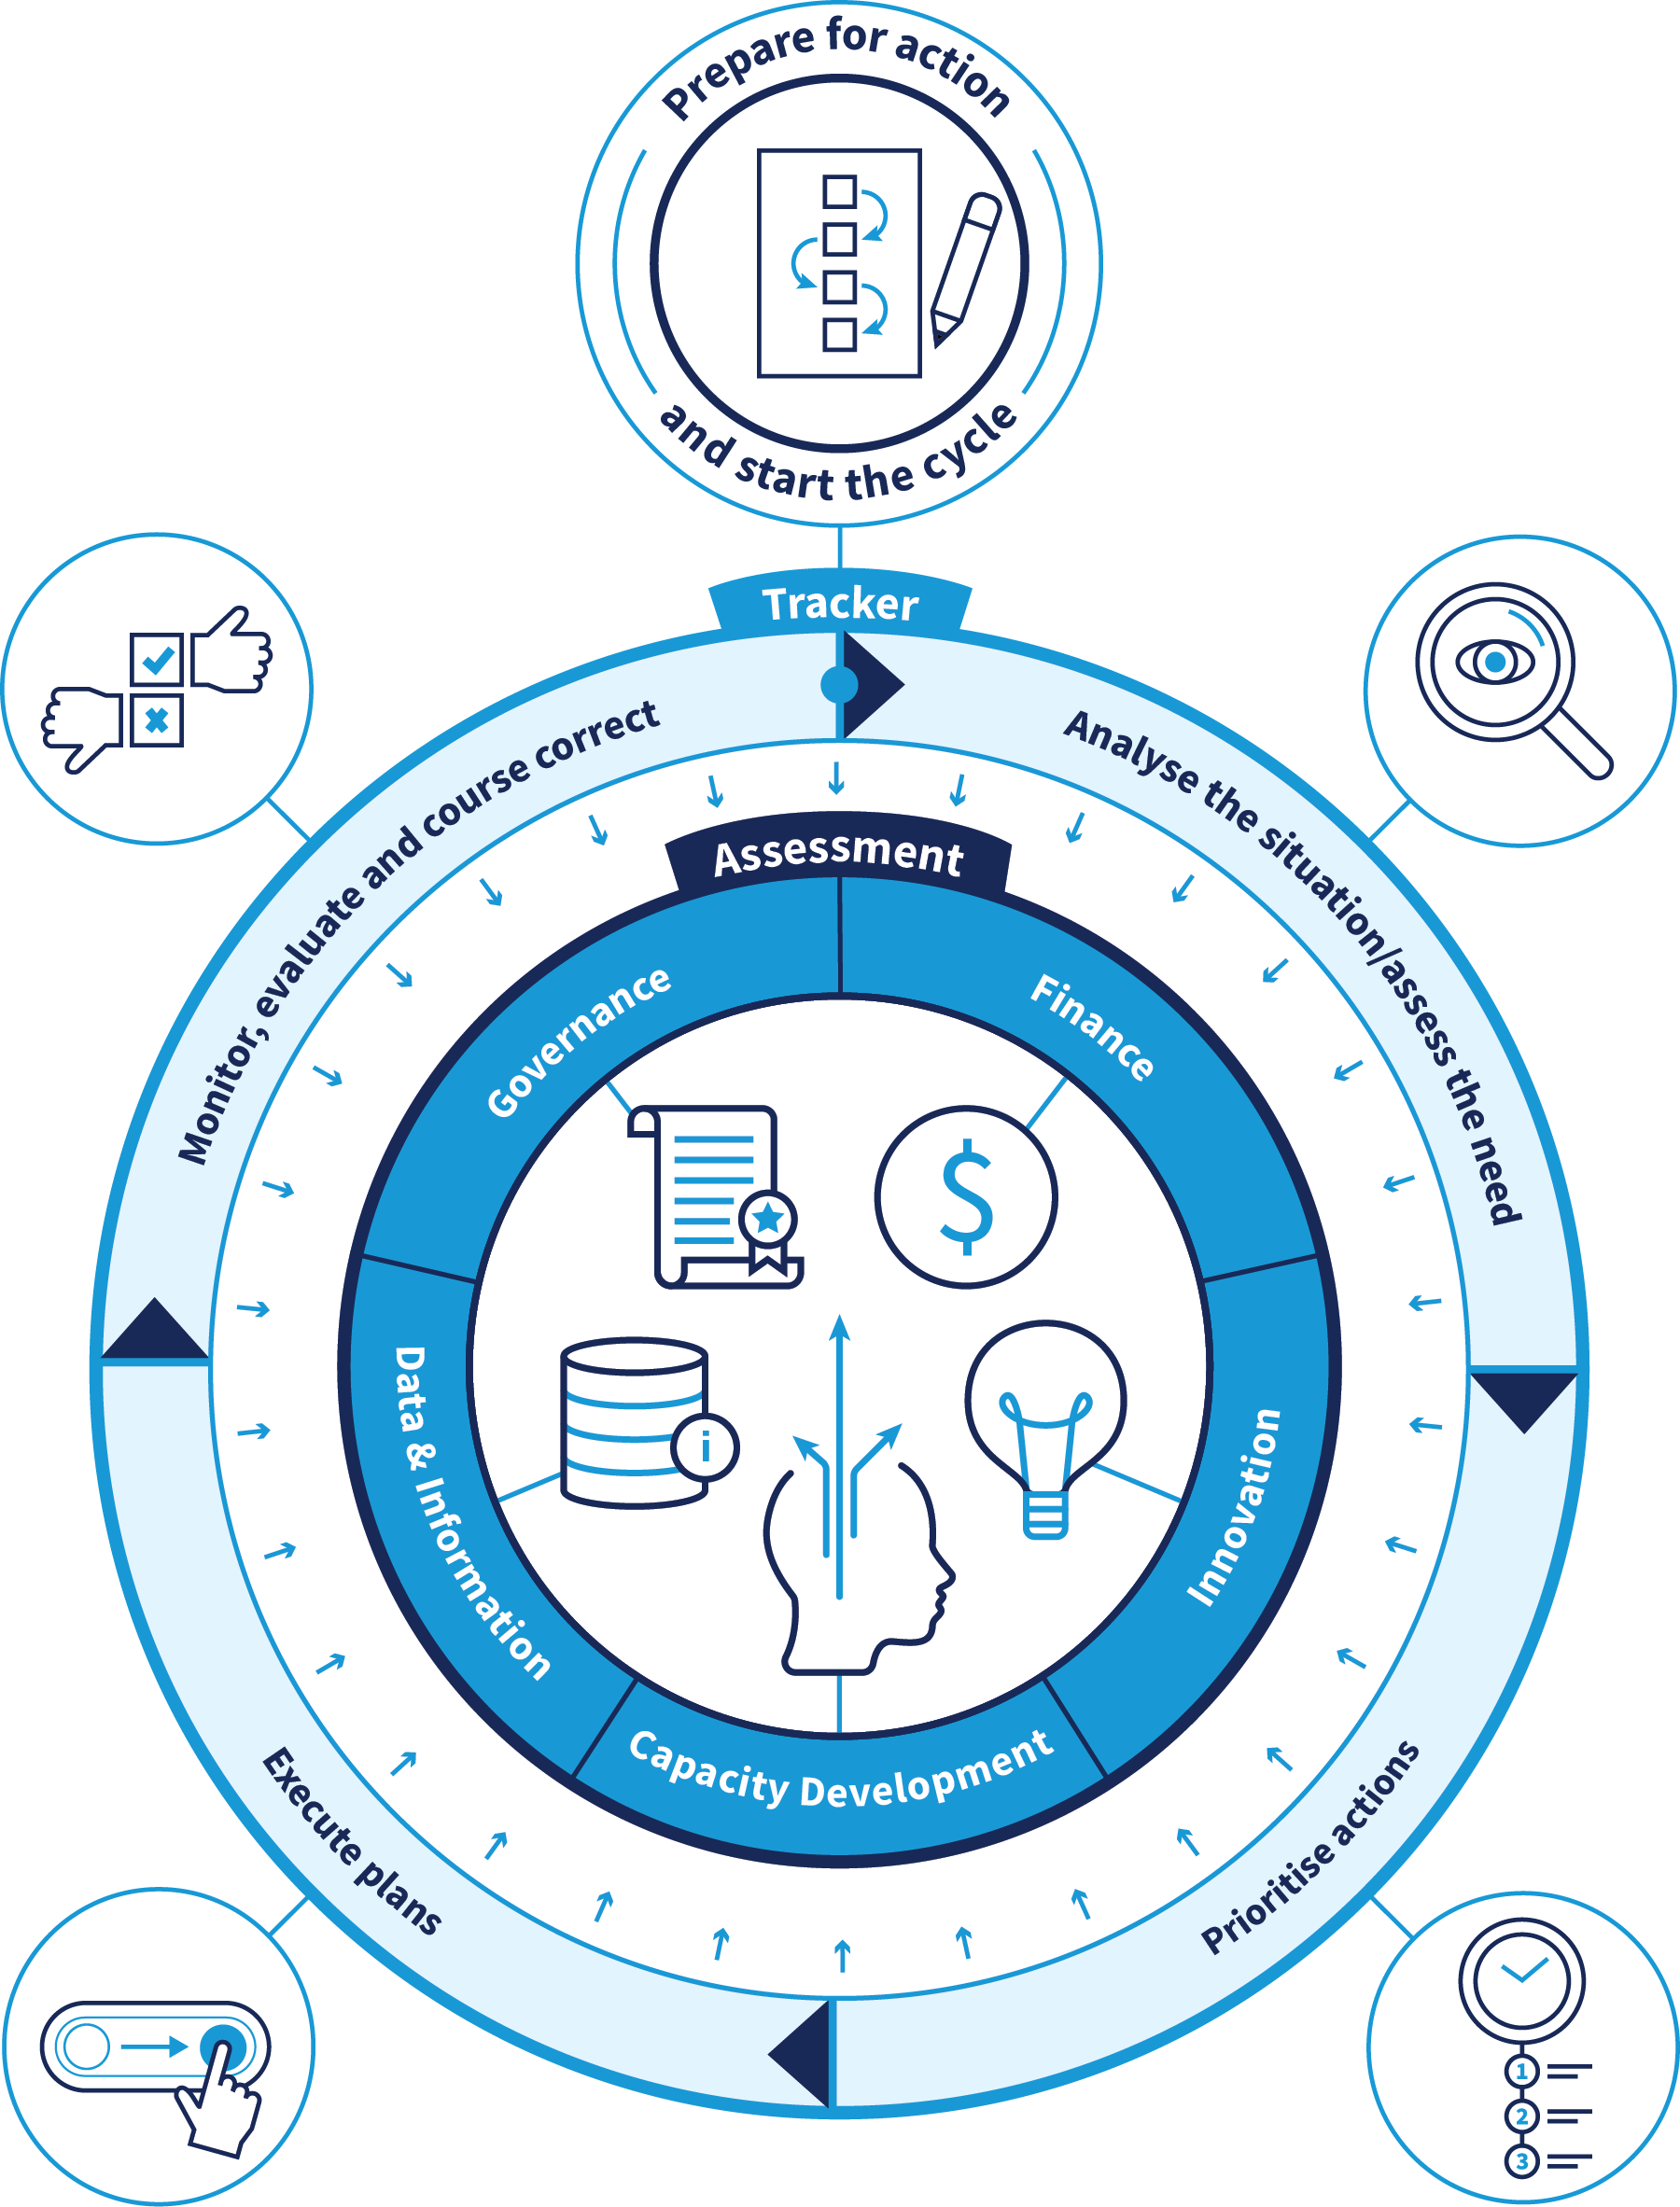 Prepare for action
and start the cycle
Tracker
Monitor, evaluate and course correct
Analyse the situation/assess the need
Assessment
Governance
Finance
i
$
Data & Information
Innovation
Capacity Development
Execute plans
Prioritise actions
1
2
3